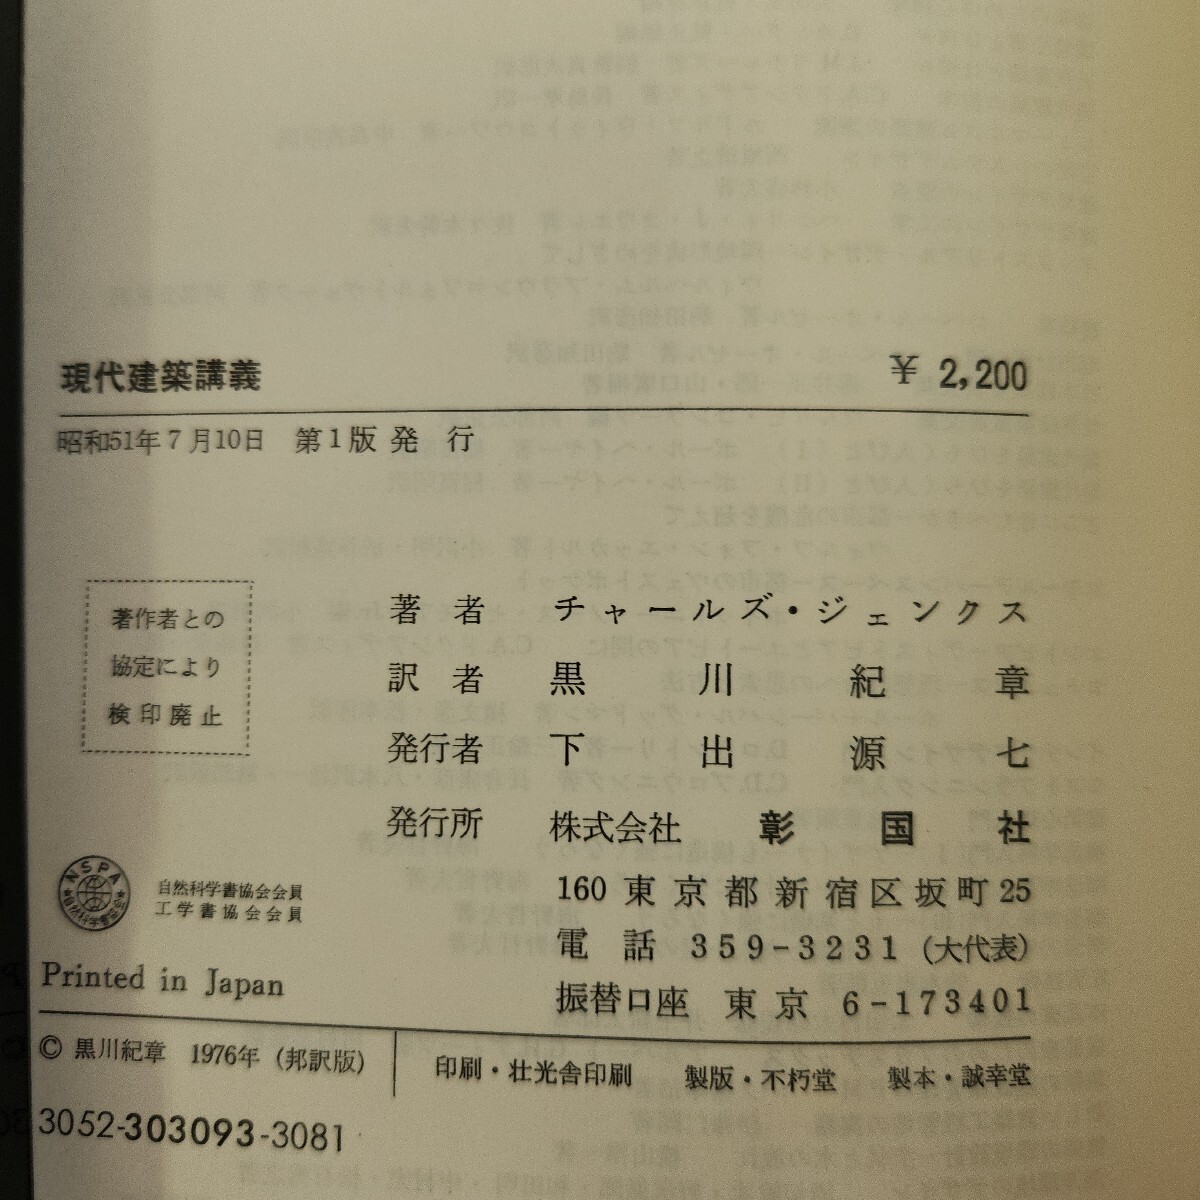 現代建築講義 ¥ 2,200
昭和51年7月10日 第1版 発 行
著作者との
協定により
検印廃止
著 者 チャールズ・ジェンクス
訳 者 黒 川 紀 章
発行者 下 出 源 七
発行所 株式会社 彰 国 社
160 東京都新宿区坂町25
電 話 359-3231 (大代表)
振替口座 東京 6-173401
NSPA
自然科学書協会会員
工学書協会会員
Printed in Japan
© 黒川紀章 1976年 (邦訳版)
印刷・壮光舎印刷 製版・不朽堂 製本・誠幸堂
3052-303093-3081